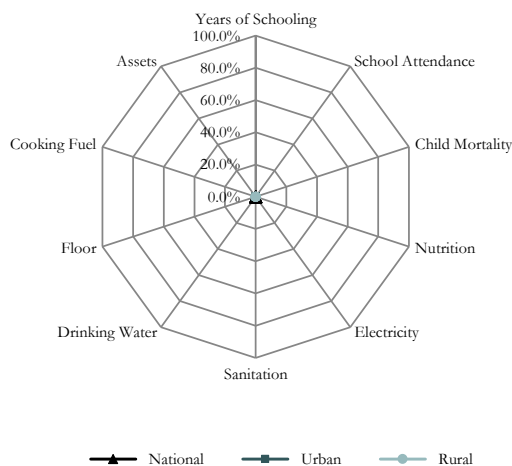 Years of Schooling
100.0%
Assets
School Attendance
80.0%
60.0%
40.0%
Cooking Fuel
Child Mortality
20.0%
0.0%
Floor
Nutrition
Drinking Water
Electricity
Sanitation
National Urban Rural